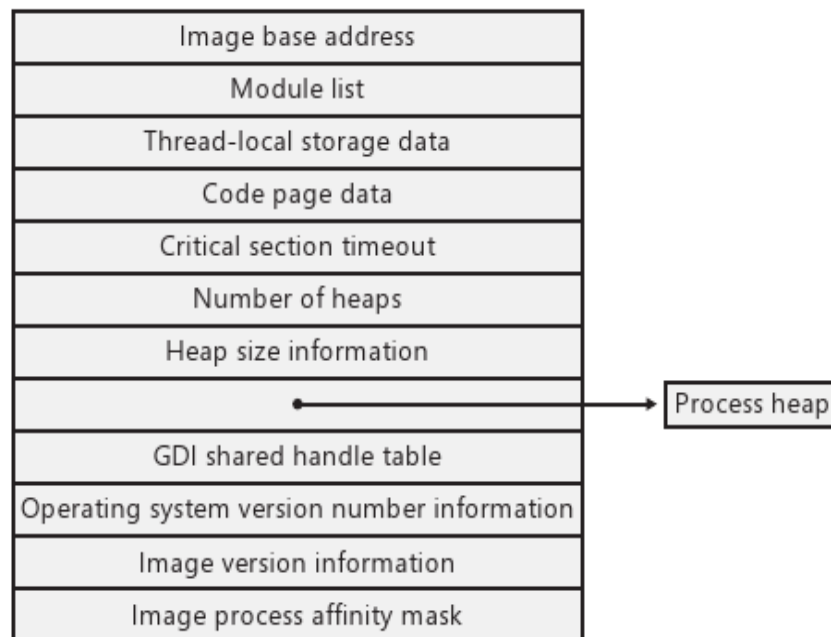 Image base address
Module list
Thread-local storage data
Code page data
Critical section timeout
Number of heaps
Heap size information
Process heap
GDI shared handle table
Operating system version number information
Image version information
Image process affinity mask